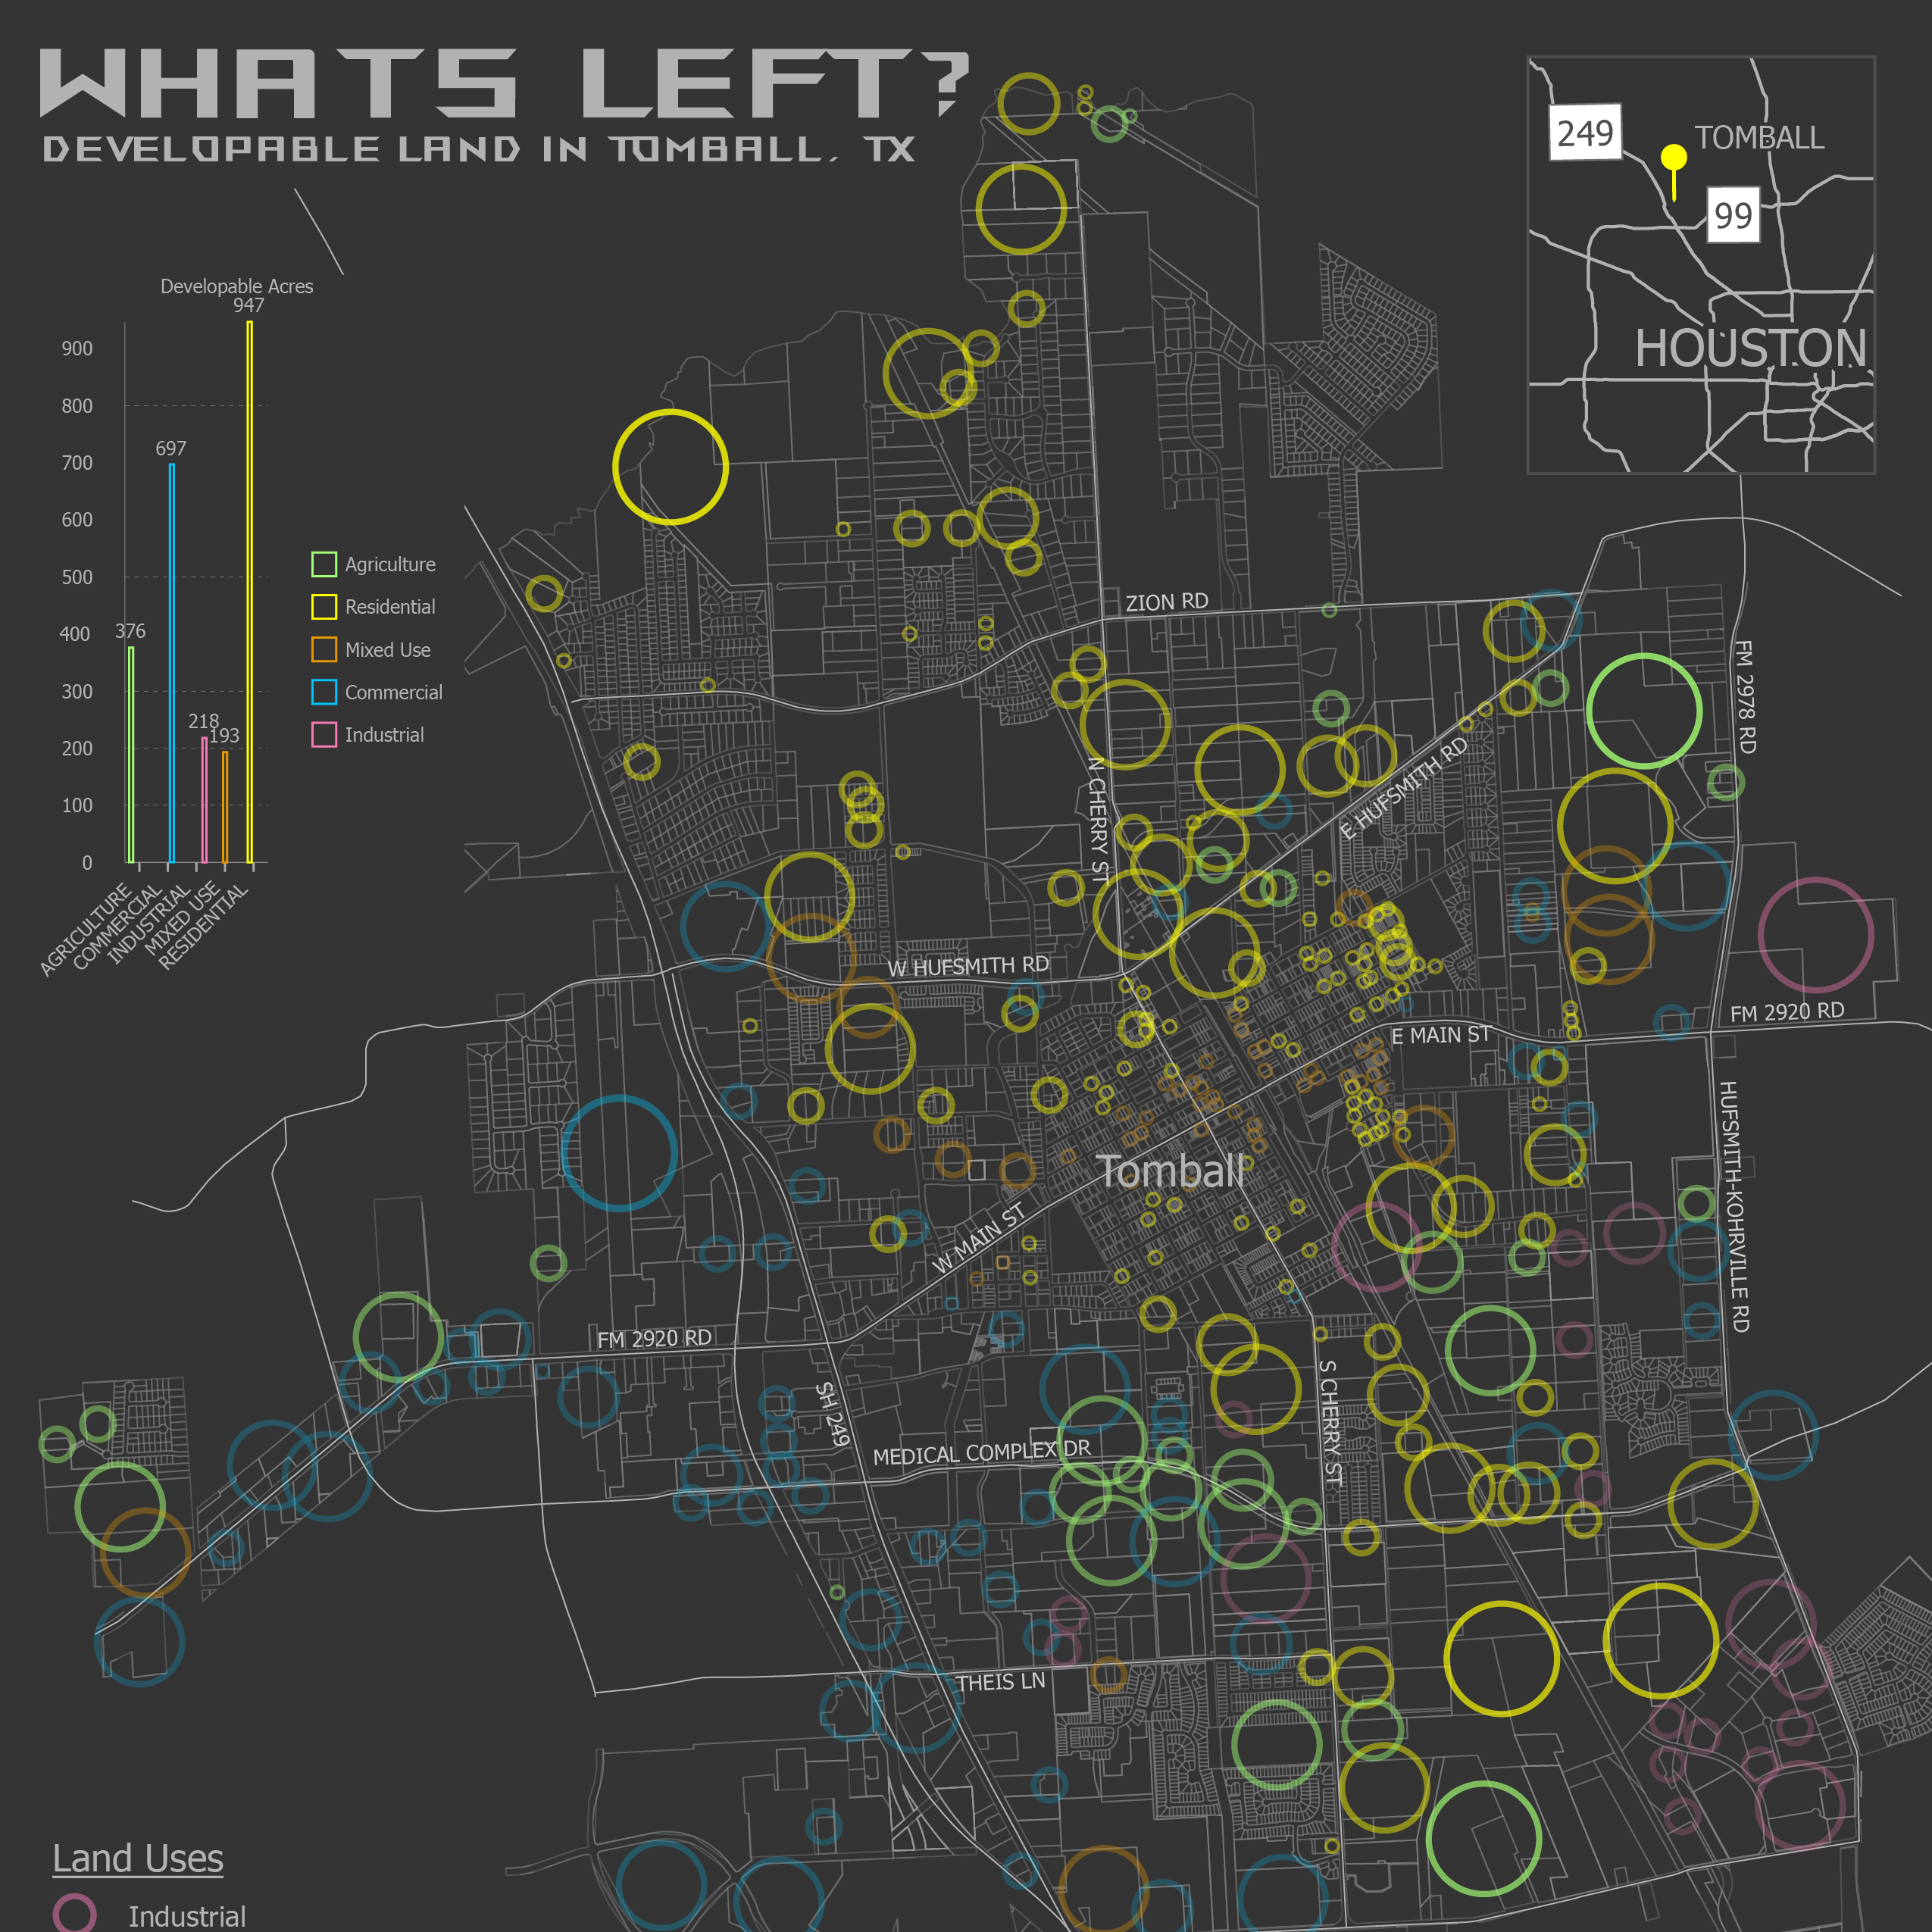 WHATS LEFT?
DEVELOPABLE LAND IN TOMBALL, TX
249
TOMBALL
99
HOUSTON
Developable Acres
947
900
800
700
697
600
500
400
376
300
218
193
200
100
0
AGRICULTURE
COMMERCIAL
INDUSTRIAL
MIXED USE
RESIDENTIAL
Agriculture
Residential
Mixed Use
Commercial
Industrial
ZION RD
FM 2978 RD
N CHERRY ST
E HUFSMITH RD
W HUFSMITH RD
FM 2920 RD
E MAIN ST
HUFSMITH-KOHRVILLE RD
Tomball
W MAIN ST
FM 2920 RD
SH 249
S CHERRY ST
MEDICAL COMPLEX DR
THEIS LN
Land Uses
Industrial